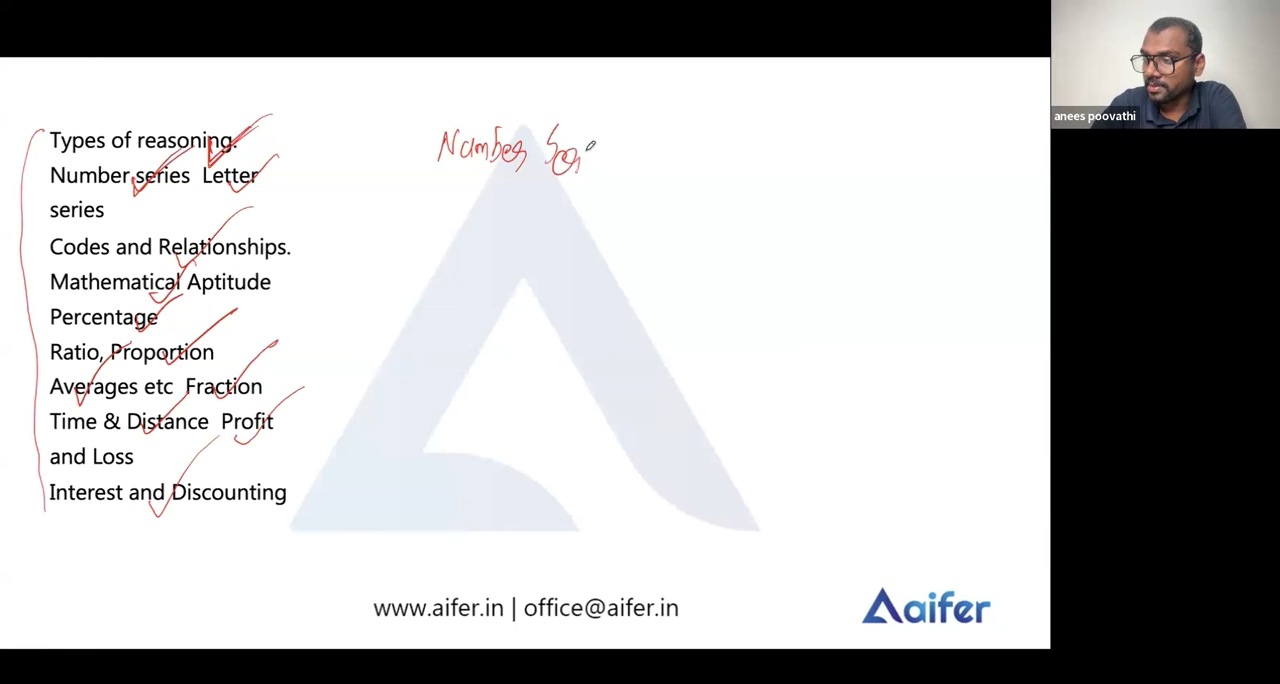 anees poovathi
Types of reasoning.
Number series Letter
series
Codes and Relationships.
Mathematical Aptitude
Percentage
Ratio, Proportion
Averages etc Fraction
Time & Distance Profit
and Loss
Interest and Discounting
Number Ser
www.aifer.in | office@aifer.in
aifer